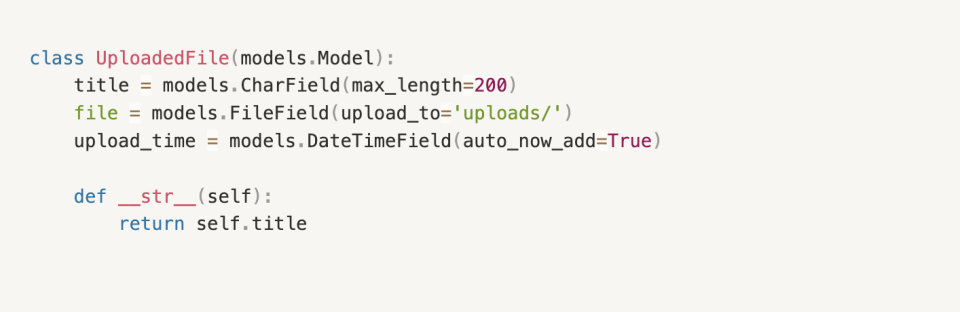 class UploadedFile(models.Model):
    title = models.CharField(max_length=200)
    file = models.FileField(upload_to='uploads/')
    upload_time = models.DateTimeField(auto_now_add=True)
    def __str__(self):
        return self.title